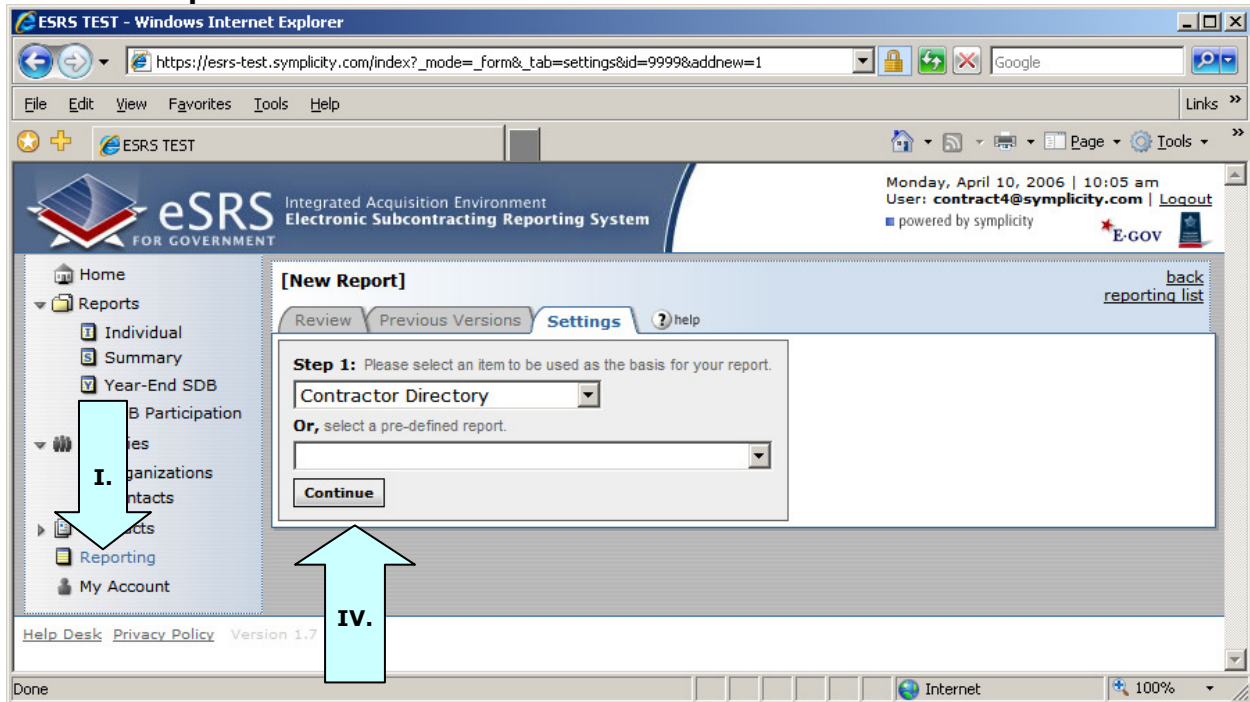 ESRS TEST - Windows Internet Explorer
https://esrs-test.symplicity.com/index?_mode=_form&_tab=settings&id=9999&addnew=1
Google
File Edit View Favorites Tools Help
Links »
ESRS TEST
Page Tools »
eSRS
FOR GOVERNMENT
Integrated Acquisition Environment
Electronic Subcontracting Reporting System
Monday, April 10, 2006 | 10:05 am
User: contract4@symplicity.com | Logout
powered by symplicity
E-GOV
Home
Reports
I Individual
S Summary
Y Year-End SDB
B Participation
ies
ganizations
ntacts
cts
Reporting
My Account
I.
[New Report]
back
reporting list
Review Previous Versions Settings ? help
Step 1: Please select an item to be used as the basis for your report.
Contractor Directory
Or, select a pre-defined report.
Continue
IV.
Help Desk Privacy Policy Version 1.7
Done
Internet
100%